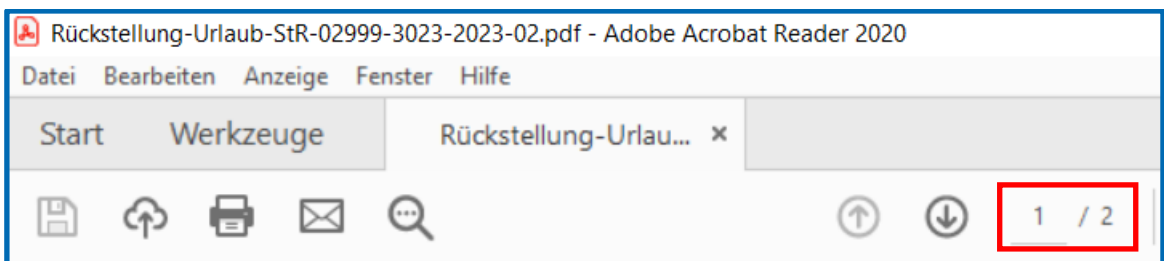 Rückstellung-Urlaub-StR-02999-3023-2023-02.pdf - Adobe Acrobat Reader 2020
Datei Bearbeiten Anzeige Fenster Hilfe
Start Werkzeuge Rückstellung-Urlau... ×
1 / 2